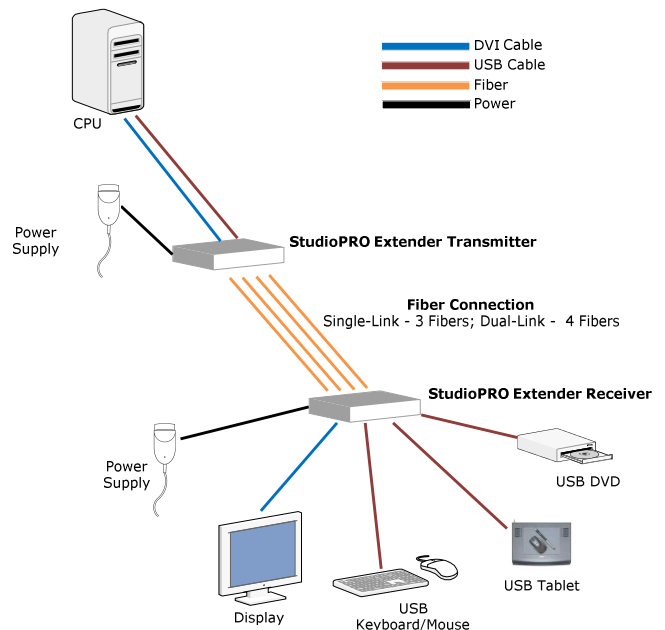 DVI Cable
USB Cable
Fiber
Power
CPU
Power
Supply
StudioPRO Extender Transmitter
Fiber Connection
Single-Link - 3 Fibers; Dual-Link - 4 Fibers
StudioPRO Extender Receiver
Power
Supply
USB DVD
USB Tablet
Display
USB
Keyboard/Mouse